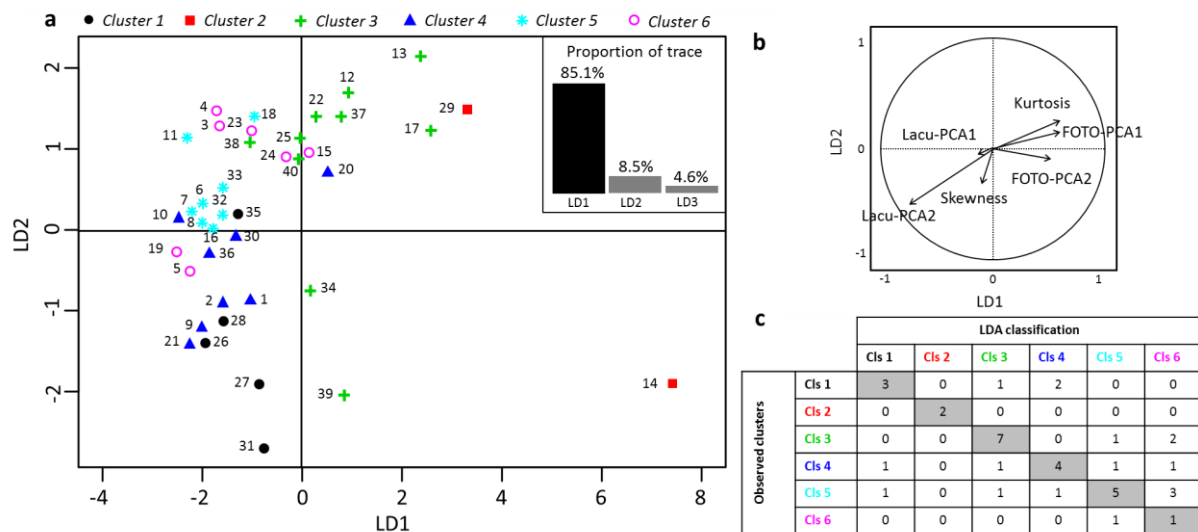 a
Cluster 1 Cluster 2 Cluster 3 Cluster 4 Cluster 5 Cluster 6
Proportion of trace
85.1%
8.5%
4.6%
LD1 LD2 LD3
13
12
4
18
22
37
29
3
23
11
17
25
38
24
15
20
40
33
6
7
32
10
8
35
16
30
19
36
5
34
2
1
9
28
21
26
27
39
14
31
2
1
0
-1
-2
LD2
-4 -2 0 2 4 6 8
LD1
b
1
0
-1
LD2
Kurtosis
Lacu-PCA1
FOTO-PCA1
FOTO-PCA2
Skewness
Lacu-PCA2
-1 0 1
LD1
c
LDA classification
Cls 1 Cls 2 Cls 3 Cls 4 Cls 5 Cls 6
Observed clusters
Cls 1 3 0 1 2 0 0
Cls 2 0 2 0 0 0 0
Cls 3 0 0 7 0 1 2
Cls 4 1 0 1 4 1 1
Cls 5 1 0 1 1 5 3
Cls 6 0 0 0 0 1 1